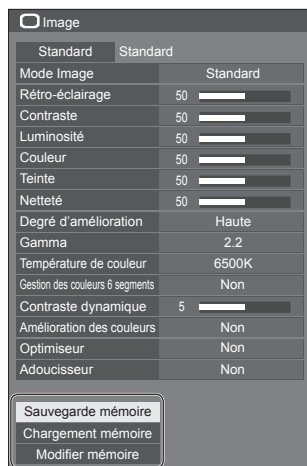 Image
Standard Standard
Mode Image Standard
Rétro-éclairage 50
Contraste 50
Luminosité 50
Couleur 50
Teinte 50
Netteté 50
Degré d'amélioration Haute
Gamma 2.2
Température de couleur 6500K
Gestion des couleurs 6 segments Non
Contraste dynamique 5
Amélioration des couleurs Non
Optimiseur Non
Adoucisseur Non
Sauvegarde mémoire
Chargement mémoire
Modifier mémoire